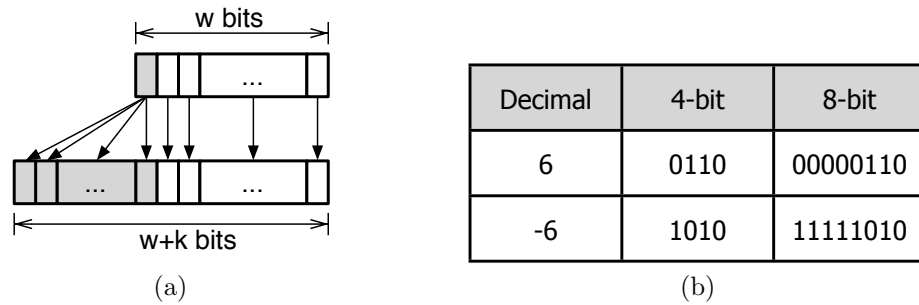 w bits
...
... ...
w+k bits
(a)
Decimal 4-bit 8-bit
6 0110 00000110
-6 1010 11111010
(b)